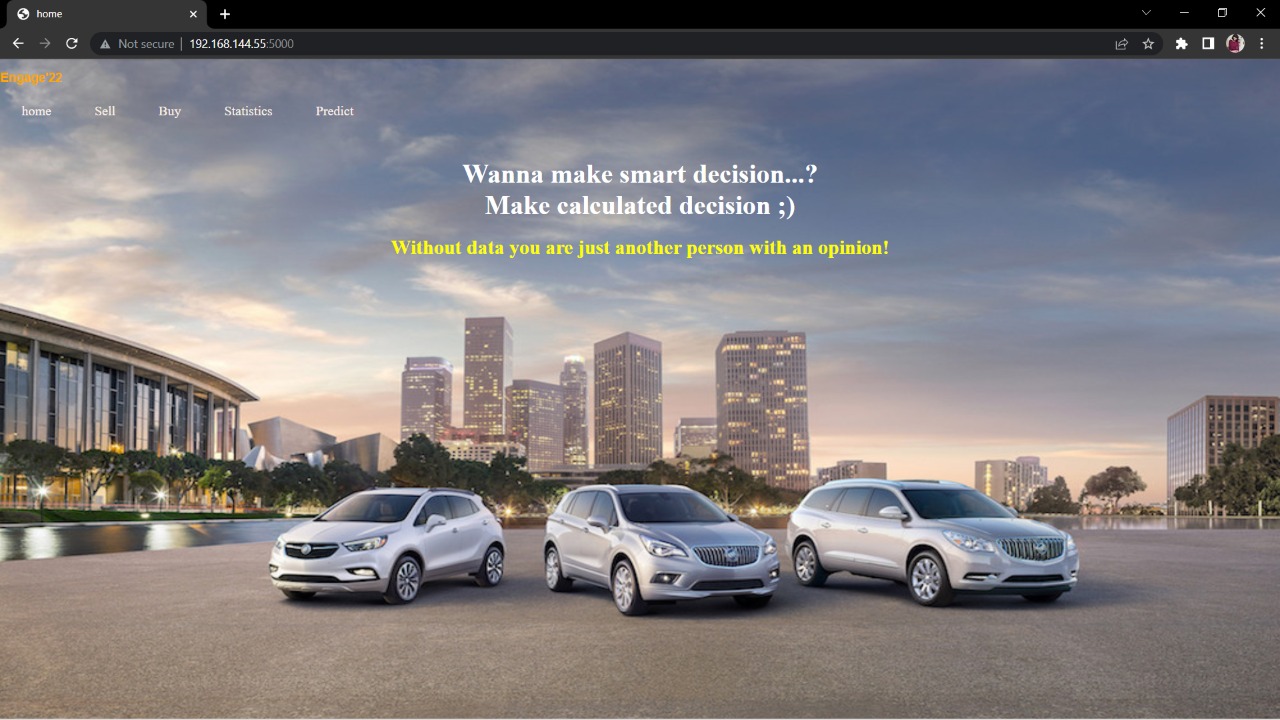 home
Not secure
192.168.144.55:5000
Engage'22
home
Sell
Buy
Statistics
Predict
Wanna make smart decision...?
Make calculated decision ;)
Without data you are just another person with an opinion!